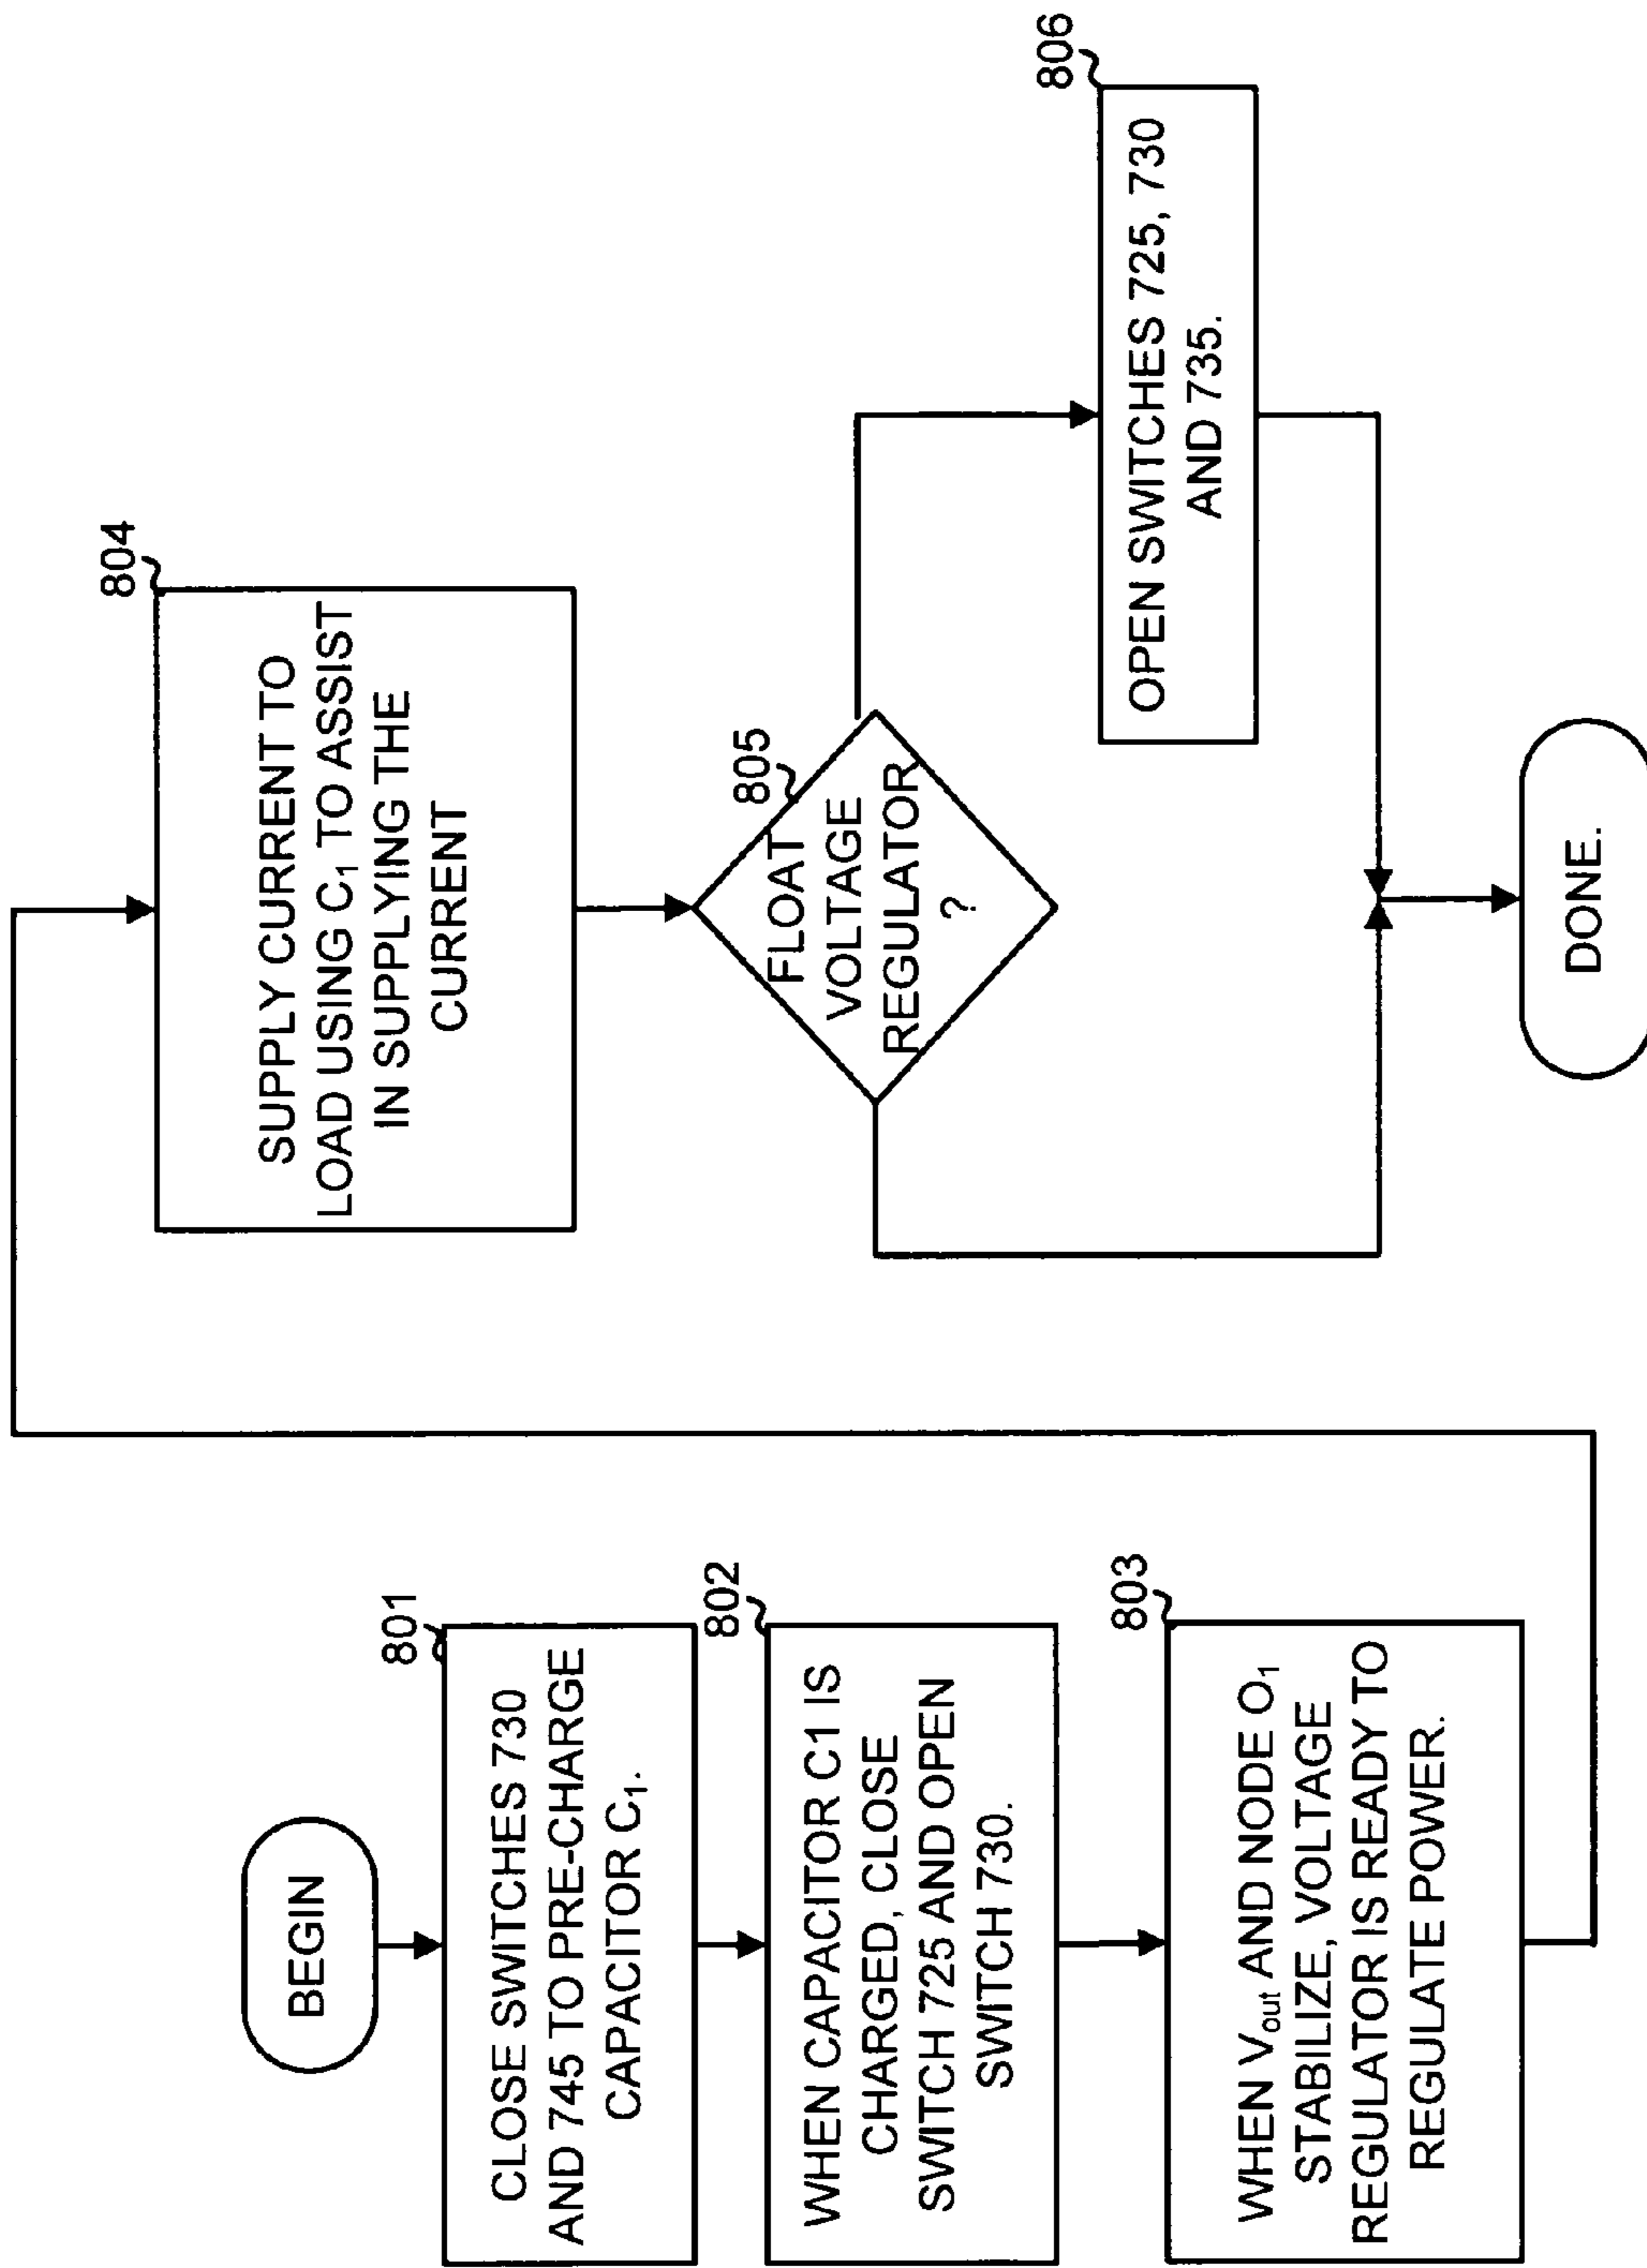 BEGIN
801
CLOSE SWITCHES 730
AND 745 TO PRE-CHARGE
CAPACITOR C₁.
802
WHEN CAPACITOR C1 IS
CHARGED, CLOSE
SWITCH 725 AND OPEN
SWITCH 730.
803
WHEN Vout AND NODE O₁
STABILIZE, VOLTAGE
REGULATOR IS READY TO
REGULATE POWER.
804
SUPPLY CURRENT TO
LOAD USING C₁ TO ASSIST
IN SUPPLYING THE
CURRENT
805
FLOAT
VOLTAGE
REGULATOR
?
806
OPEN SWITCHES 725, 730
AND 735.
DONE.